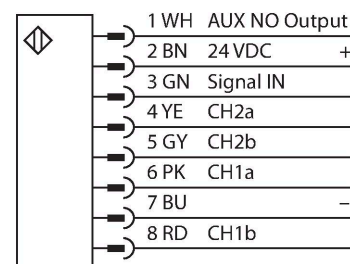 1 WH AUX NO Output
2 BN 24 VDC +
3 GN Signal IN
4 YE CH2a
5 GY CH2b
6 PK CH1a
7 BU –
8 RD CH1b